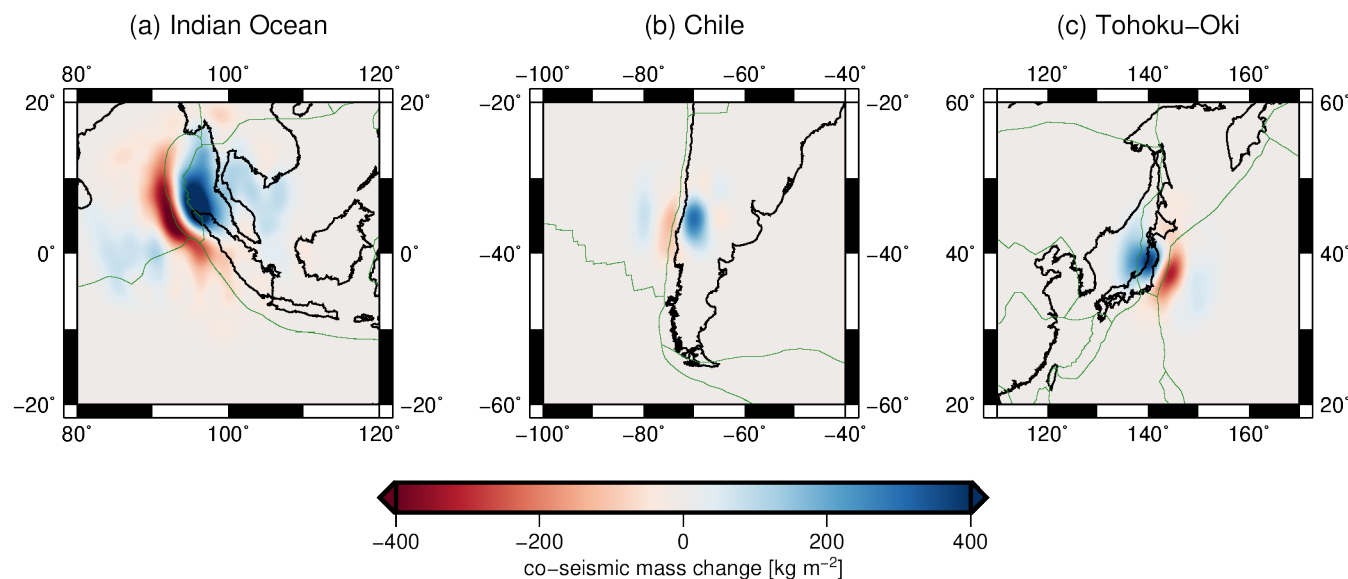 (a) Indian Ocean (b) Chile (c) Tohoku−Oki
80˚ 100˚ 120˚ −100˚ −80˚ −60˚ −40˚ 120˚ 140˚ 160˚
20˚ 20˚ −20˚ −20˚ 60˚ 60˚
0˚ 0˚ −40˚ −40˚ 40˚ 40˚
−20˚ −20˚ −60˚ −60˚ 20˚ 20˚
80˚ 100˚ 120˚ −100˚ −80˚ −60˚ −40˚ 120˚ 140˚ 160˚
−400 −200 0 200 400
co−seismic mass change [kg m⁻²]